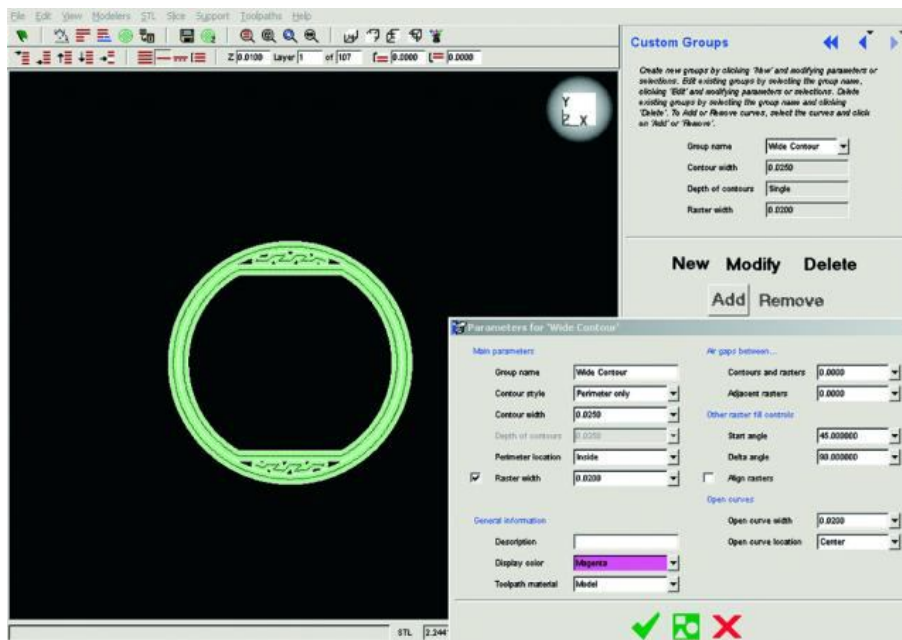 File Edit View Modelers STL Slice Support Toolpaths Help
Z 0.0100 Layer 1 of 107 0.0000 0.0000
Y
Z X
Custom Groups
Create new groups by clicking 'New' and modifying parameters or
selections. Edit existing groups by selecting the group name,
clicking 'Edit' and modifying parameters or selections. Delete
existing groups by selecting the group name and clicking
'Delete'. To Add or Remove curves, select the curves and click
on 'Add' or 'Remove'.
Group name Wide Contour
Contour width 0.0250
Depth of contours Single
Raster width 0.0200
New Modify Delete
Add Remove
Parameters for 'Wide Contour'
Main parameters
Group name Wide Contour
Contour style Perimeter only
Contour width 0.0250
Depth of contours 0.0250
Perimeter location Inside
Raster width 0.0200
General information
Description
Display color Magenta
Toolpath material Model
Air gaps between...
Contours and rasters 0.0000
Adjacent rasters 0.0000
Other raster fill controls
Start angle 45.000000
Delta angle 90.000000
Align rasters
Open curves
Open curve width 0.0200
Open curve location Center
STL 2.244